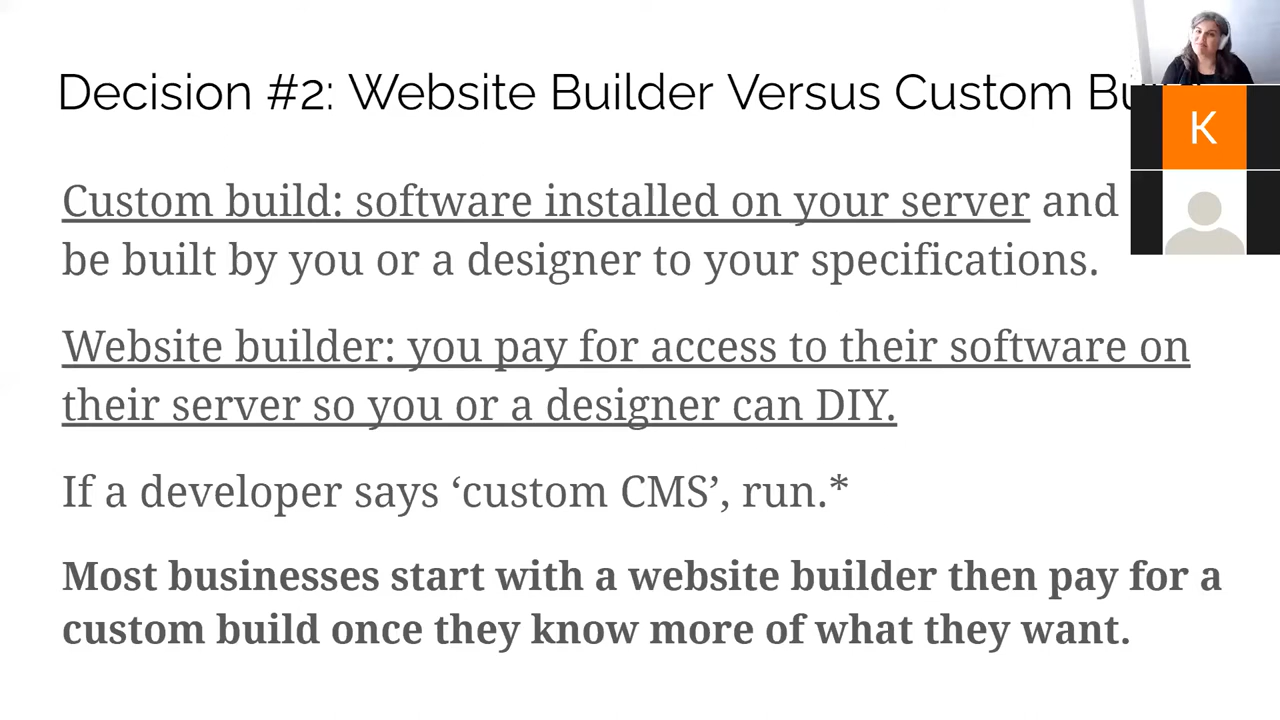 Decision #2: Website Builder Versus Custom
K
Custom build: software installed on your server and
be built by you or a designer to your specifications.
Website builder: you pay for access to their software on
their server so you or a designer can DIY.
If a developer says ‘custom CMS’, run.*
Most businesses start with a website builder then pay for a
custom build once they know more of what they want.